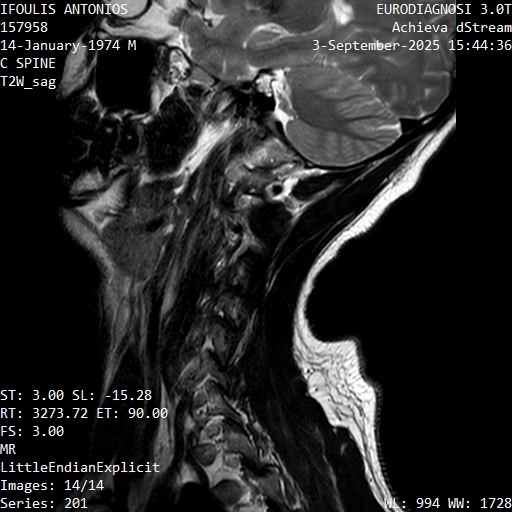 IFOULIS ANTONIOS
157958
14-January-1974 M
C SPINE
T2W_sag
EURODIAGNOSI 3.0T
Achieva dStream
3-September-2025 15:44:36
ST: 3.00 SL: -15.28
RT: 3273.72 ET: 90.00
FS: 3.00
MR
LittleEndianExplicit
Images: 14/14
Series: 201
WL: 994 WW: 1728